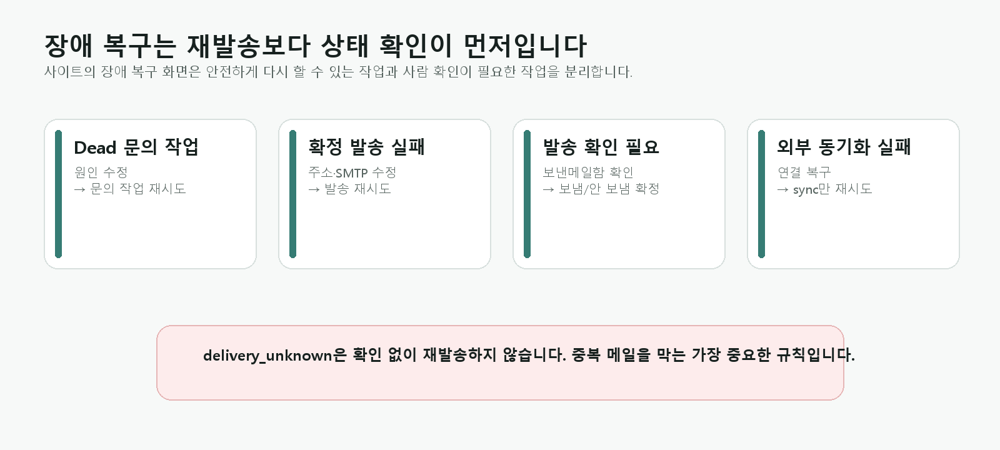 장애 복구는 재발송보다 상태 확인이 먼저입니다
사이트의 장애 복구 화면은 안전하게 다시 할 수 있는 작업과 사람 확인이 필요한 작업을 분리합니다.
Dead 문의 작업
원인 수정
→ 문의 작업 재시도
확정 발송 실패
주소·SMTP 수정
→ 발송 재시도
발송 확인 필요
보낸메일함 확인
→ 보냄/안 보냄 확정
외부 동기화 실패
연결 복구
→ sync만 재시도
delivery_unknown은 확인 없이 재발송하지 않습니다. 중복 메일을 막는 가장 중요한 규칙입니다.